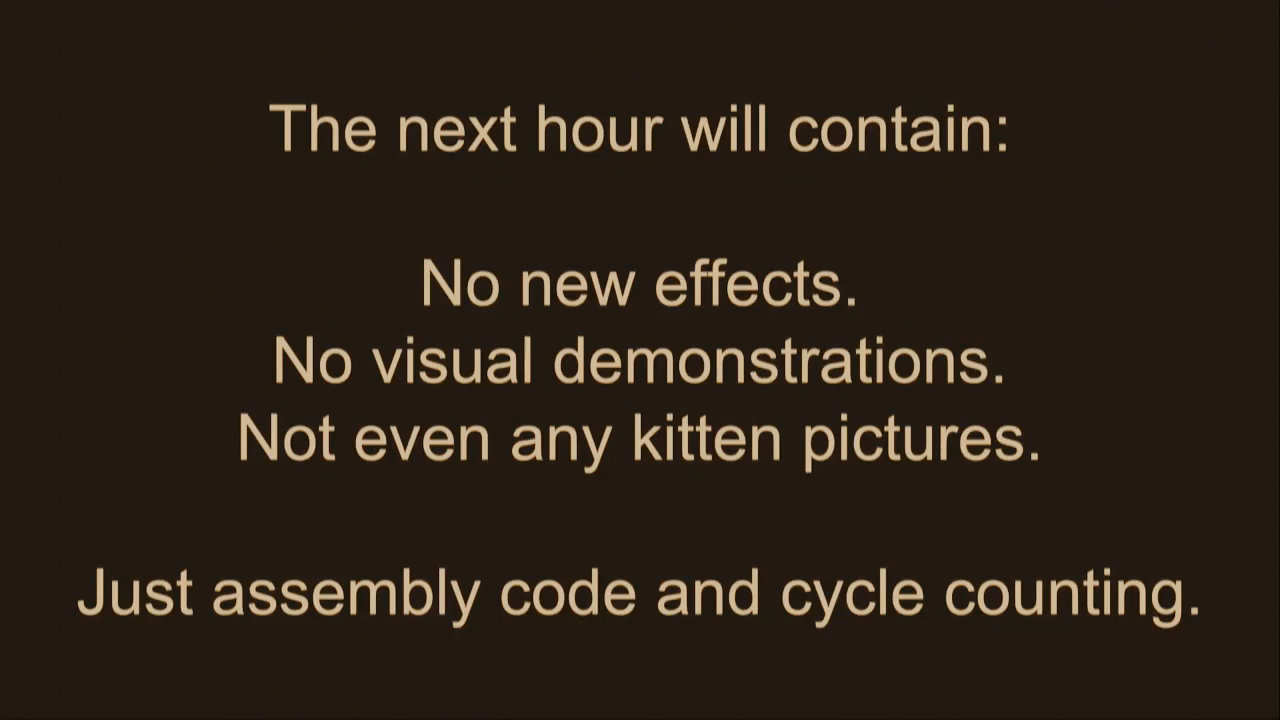 The next hour will contain:
No new effects.
No visual demonstrations.
Not even any kitten pictures.
Just assembly code and cycle counting.